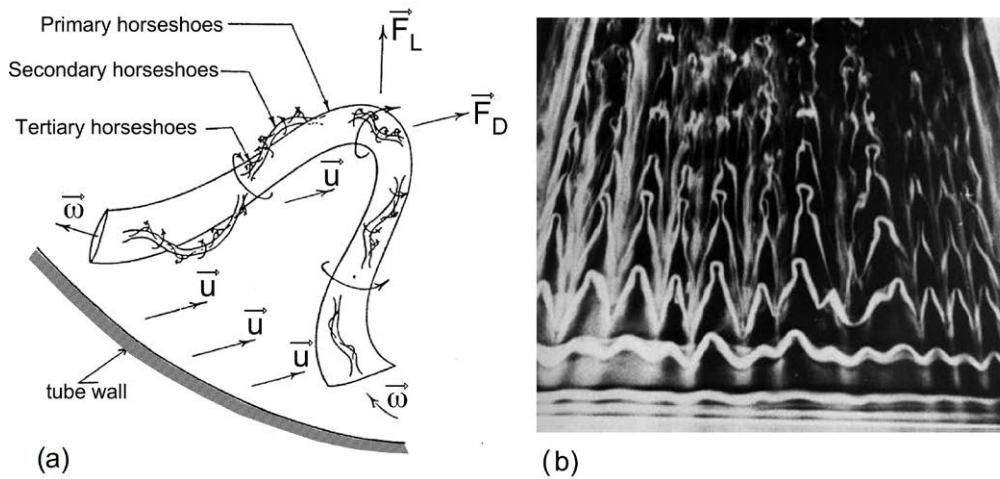 Primary horseshoes
Secondary horseshoes
Tertiary horseshoes
F_L
F_D
u
ω
u
u
u
ω
tube wall
(a)
(b)